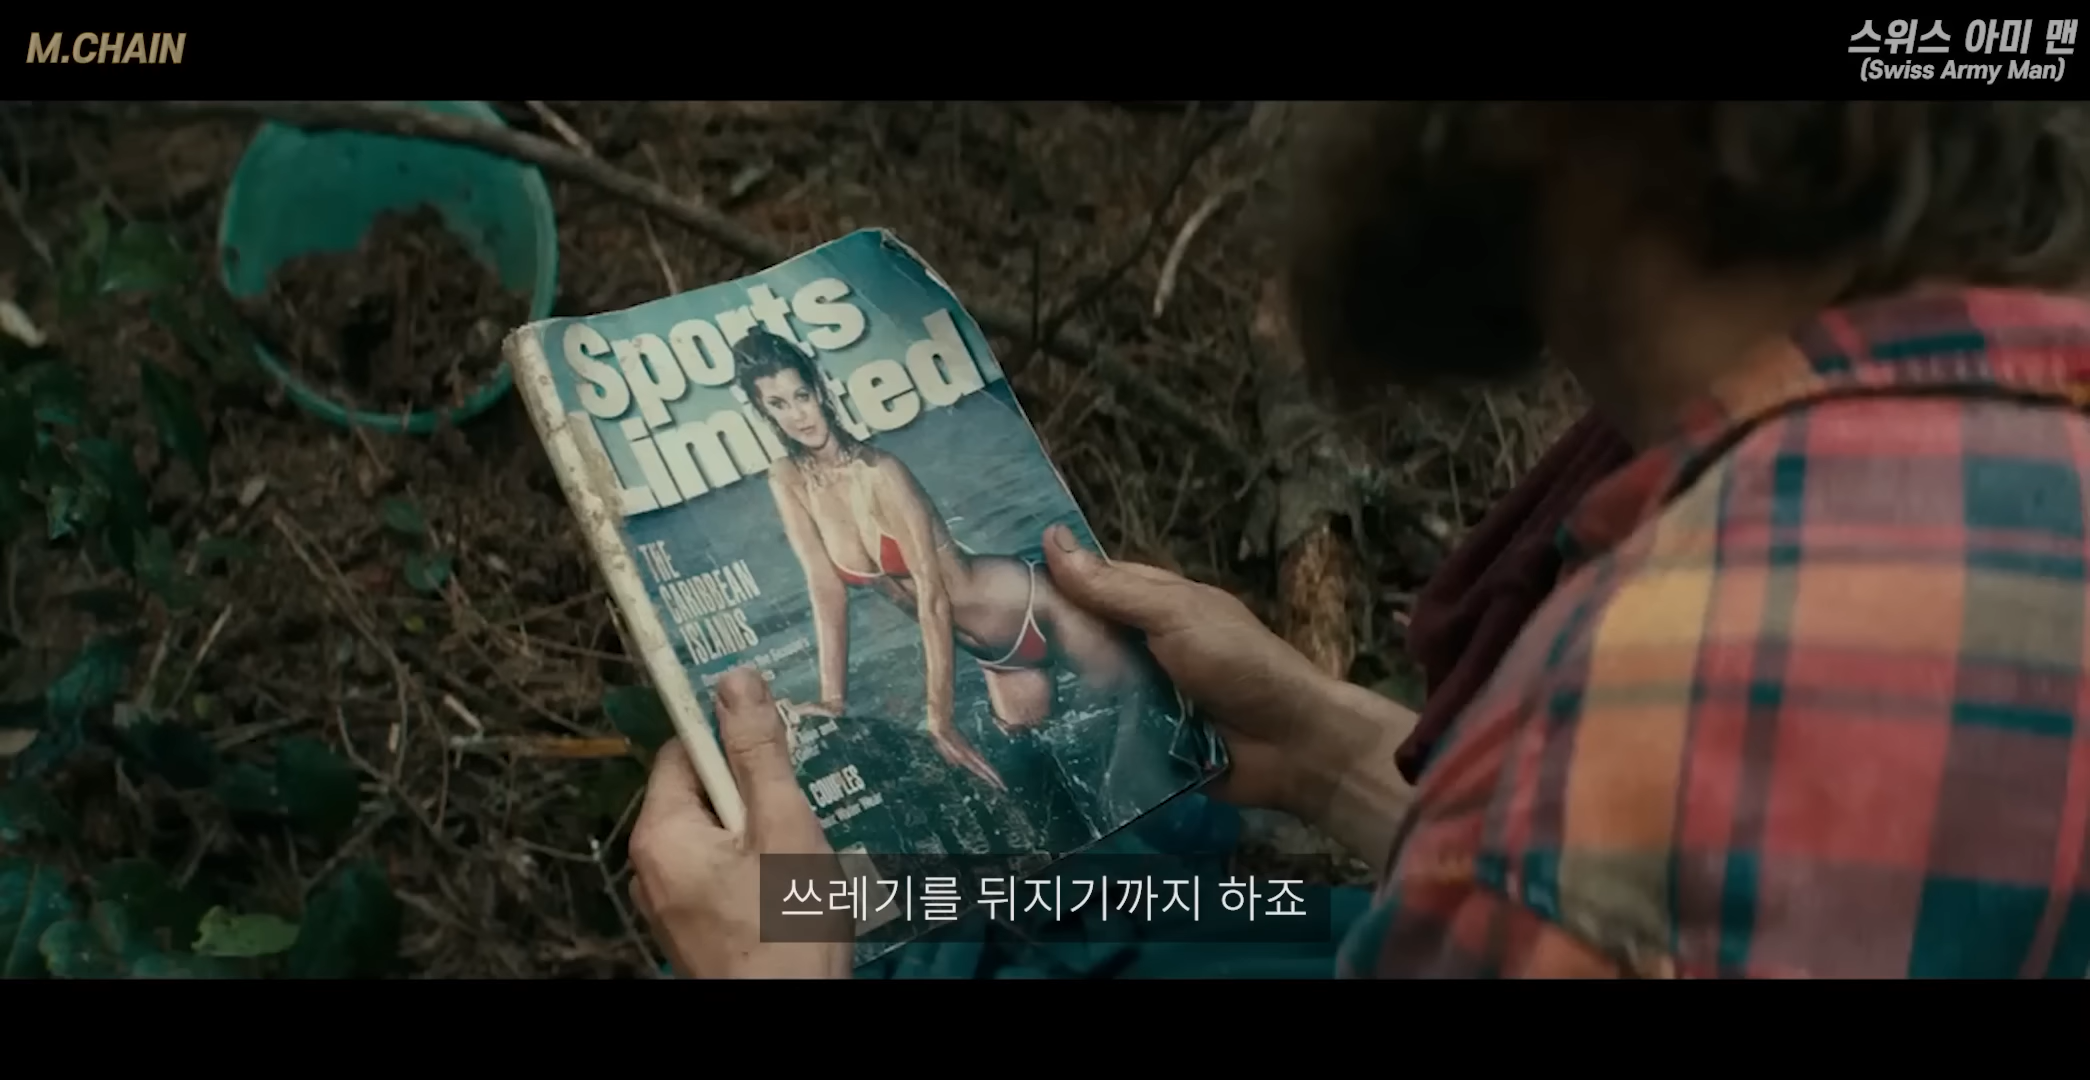 M.CHAIN
스위스 아미 맨
(Swiss Army Man)
Sports
Limited
THE
CARIBBEAN
ISLANDS
COUPLES
쓰레기를 뒤지기까지 하죠